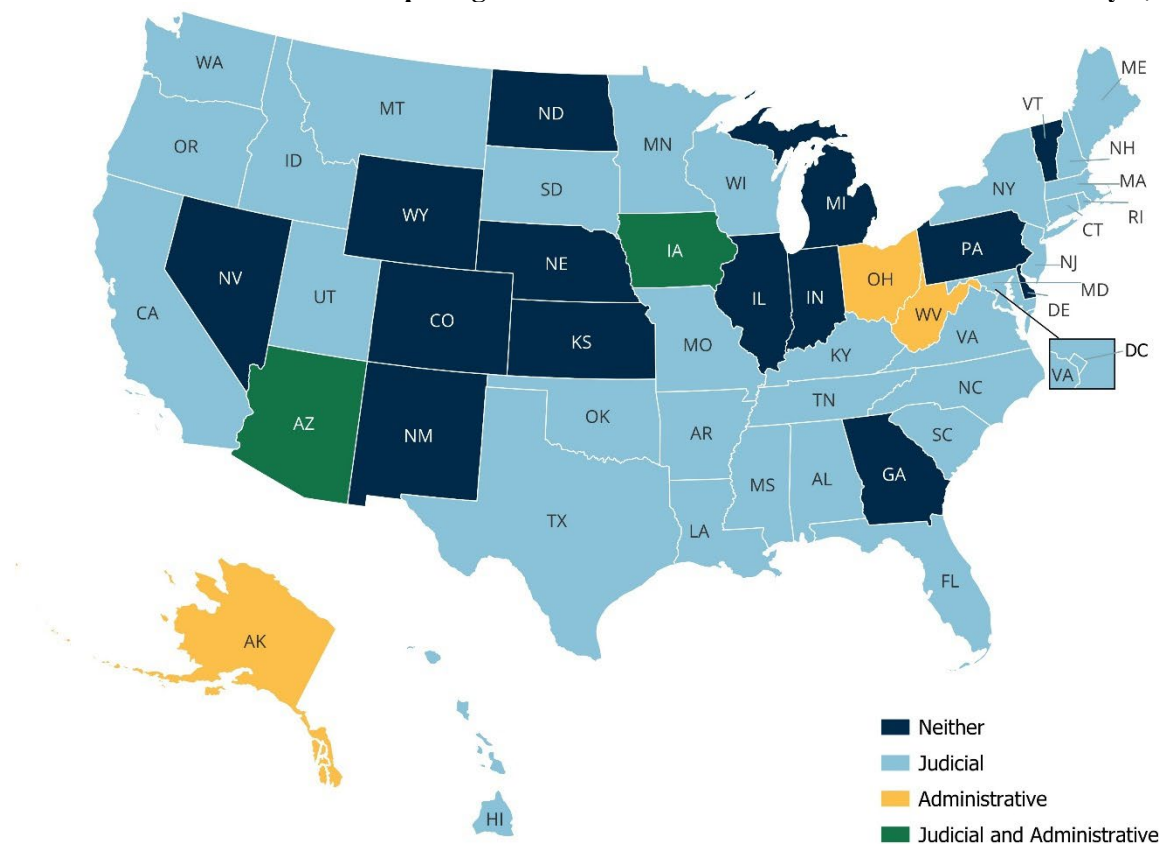 WA
ME
MT
ND
VT
OR
MN
ID
NH
SD
WI
NY
MA
WY
MI
RI
CT
IA
PA
NE
NJ
NV
OH
IL
IN
MD
UT
DE
CO
WV
CA
KS
VA
MO
KY
DC
VA
NC
TN
AZ
OK
NM
AR
SC
GA
MS
AL
TX
LA
FL
AK
HI
Neither
Judicial
Administrative
Judicial and Administrative